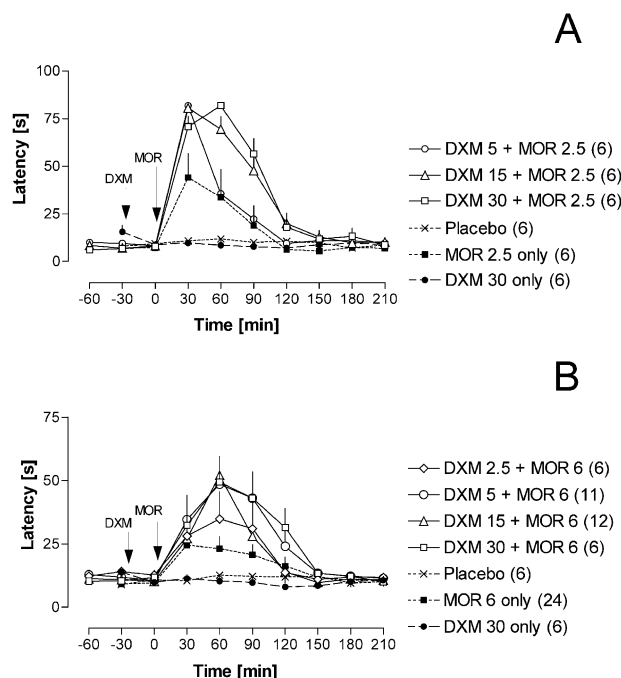 A
100
75
50
25
0
Latency [s]
DXM
MOR
-60 -30 0 30 60 90 120 150 180 210
Time [min]
DXM 5 + MOR 2.5 (6)
DXM 15 + MOR 2.5 (6)
DXM 30 + MOR 2.5 (6)
Placebo (6)
MOR 2.5 only (6)
DXM 30 only (6)
B
75
50
25
0
Latency [s]
DXM
MOR
-60 -30 0 30 60 90 120 150 180 210
Time [min]
DXM 2.5 + MOR 6 (6)
DXM 5 + MOR 6 (11)
DXM 15 + MOR 6 (12)
DXM 30 + MOR 6 (6)
Placebo (6)
MOR 6 only (24)
DXM 30 only (6)